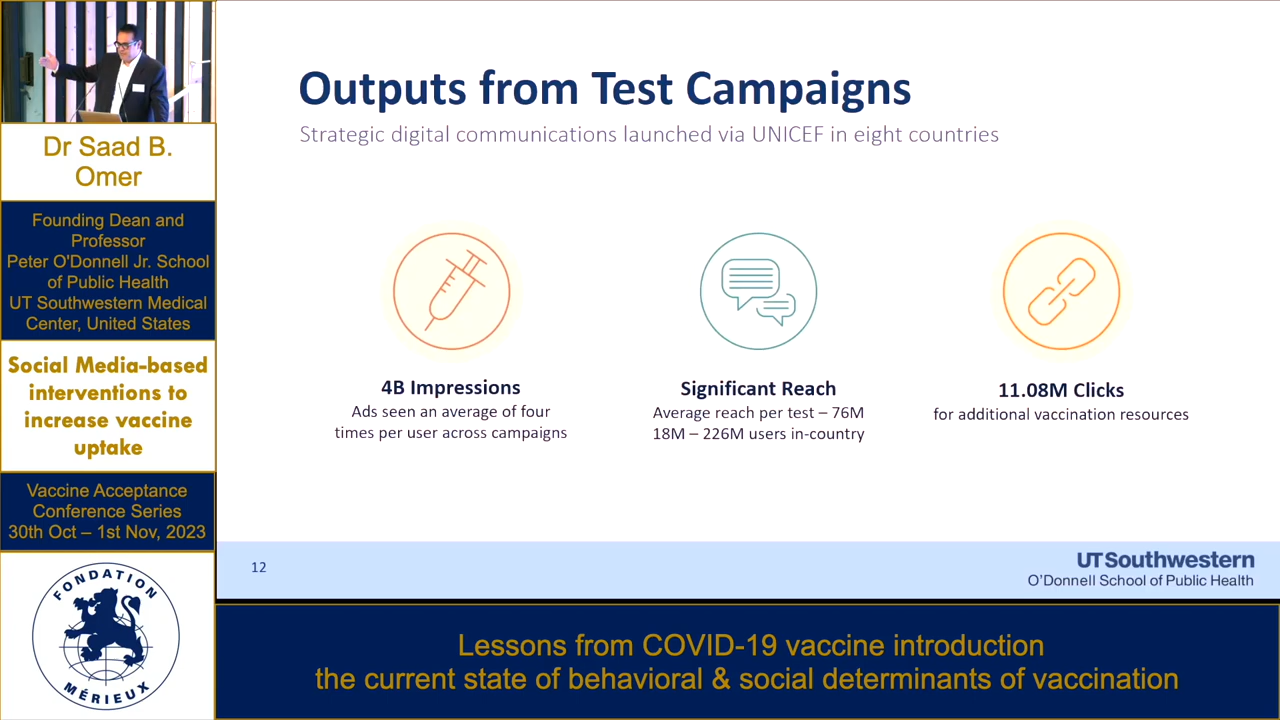 Dr Saad B.
Omer
Founding Dean and
Professor
Peter O'Donnell Jr. School
of Public Health
UT Southwestern Medical
Center, United States
Social Media-based
interventions to
increase vaccine
uptake
Vaccine Acceptance
Conference Series
30th Oct – 1st Nov, 2023
FONDATION
MÉRIEUX
Outputs from Test Campaigns
Strategic digital communications launched via UNICEF in eight countries
4B Impressions
Ads seen an average of four
times per user across campaigns
Significant Reach
Average reach per test – 76M
18M – 226M users in-country
11.08M Clicks
for additional vaccination resources
12
UTSouthwestern
O'Donnell School of Public Health
Lessons from COVID-19 vaccine introduction
the current state of behavioral & social determinants of vaccination